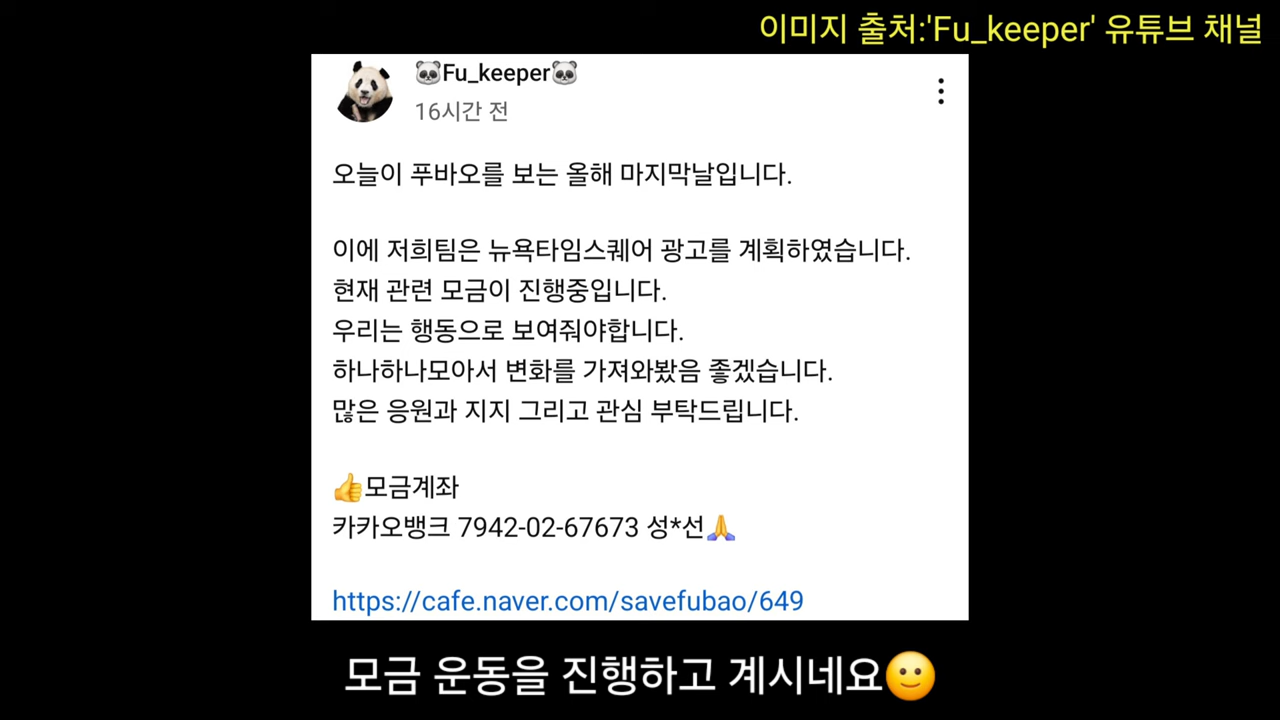 이미지 출처:'Fu_keeper' 유튜브 채널
🐼Fu_keeper🐼
16시간 전
오늘이 푸바오를 보는 올해 마지막날입니다.
이에 저희팀은 뉴욕타임스퀘어 광고를 계획하였습니다.
현재 관련 모금이 진행중입니다.
우리는 행동으로 보여줘야합니다.
하나하나모아서 변화를 가져와봤음 좋겠습니다.
많은 응원과 지지 그리고 관심 부탁드립니다.
👍모금계좌
카카오뱅크 7942-02-67673 성*선🙏
https://cafe.naver.com/savefubao/649
모금 운동을 진행하고 계시네요🙂